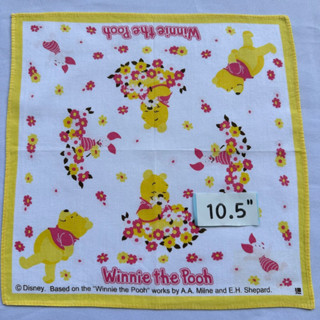 Winnie the Pooh
10.5"
Winnie the Pooh
© Disney. Based on the "Winnie the Pooh" works by A.A. Milne and E.H. Shepard.